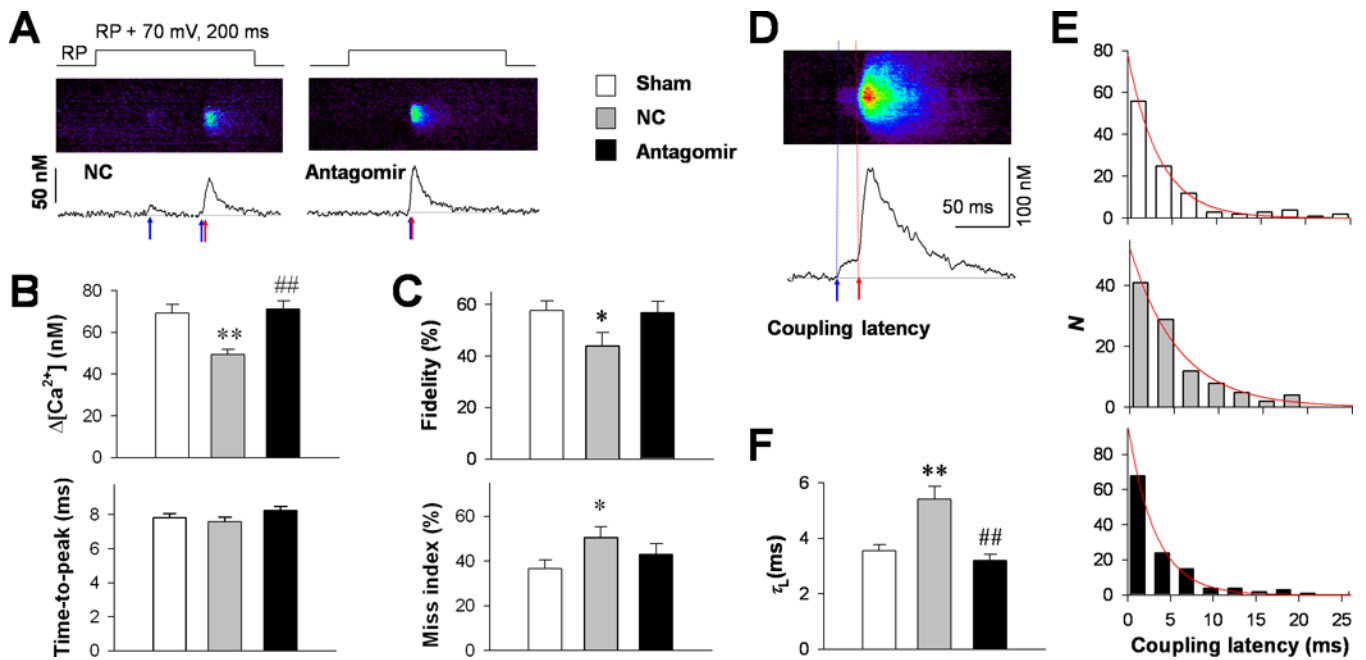 A
RP + 70 mV, 200 ms
RP
NC
Antagomir
50 nM
Sham
NC
Antagomir
B
Δ[Ca²⁺] (nM)
80
60
40
20
0
**
##
Time-to-peak (ms)
8
6
4
2
0
C
Fidelity (%)
60
40
20
0
*
Miss index (%)
60
40
20
0
*
D
50 ms
100 nM
Coupling latency
E
80
60
40
20
0
N
40
20
0
80
60
40
20
0
0 5 10 15 20 25
Coupling latency (ms)
F
τL(ms)
6
4
2
0
**
##